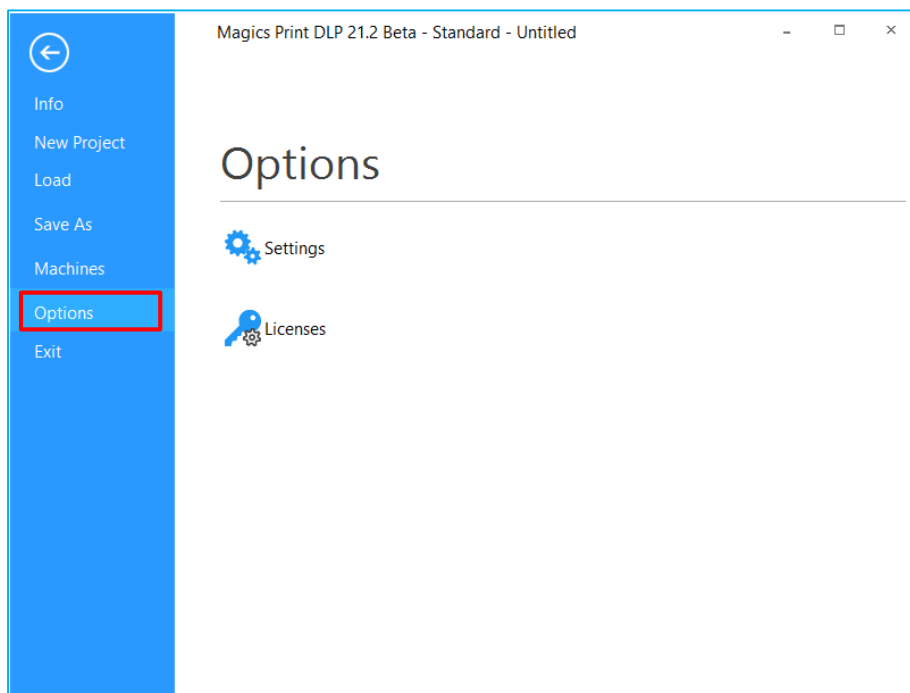 Magics Print DLP 21.2 Beta - Standard - Untitled
Info
New Project
Load
Save As
Machines
Options
Exit
Options
Settings
Licenses